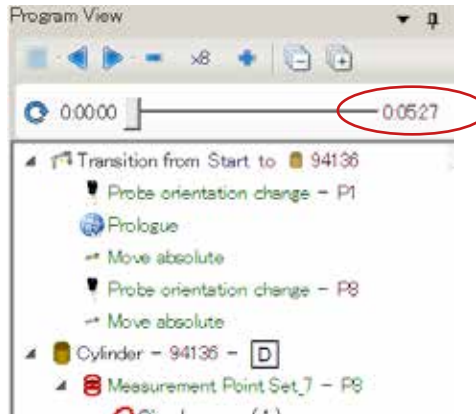 Program View
x8
0:00:00 0:05:27
Transition from Start to 94136
Probe orientation change - P1
Prologue
Move absolute
Probe orientation change - P8
Move absolute
Cylinder - 94136 - D
Measurement Point Set_7 - P8